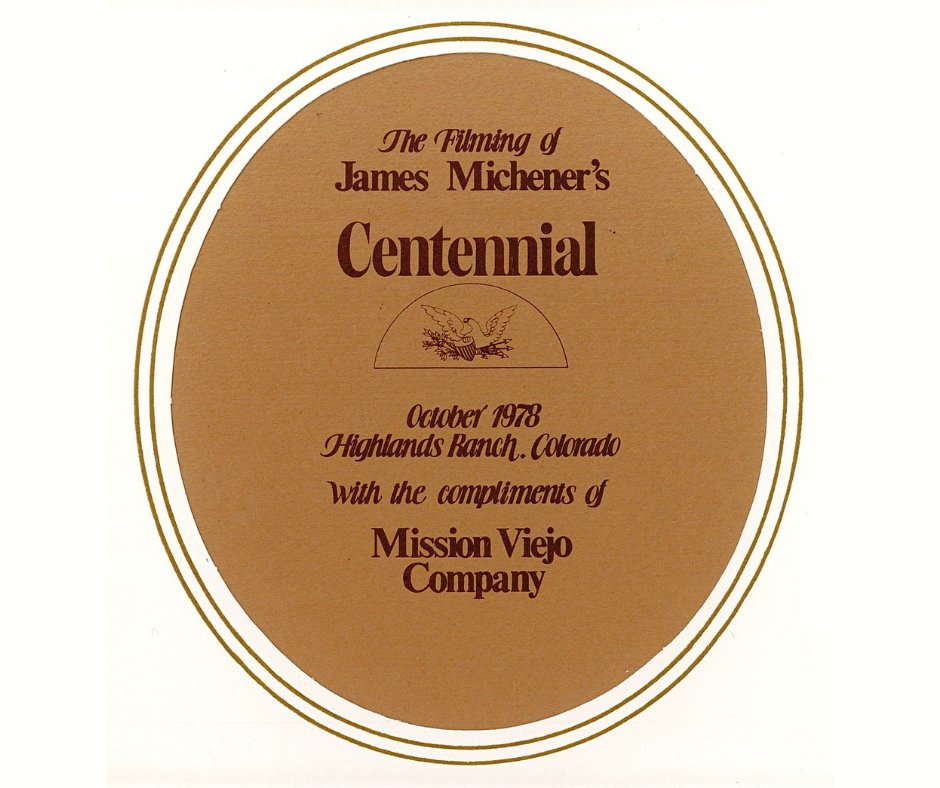 The Filming of
James Michener's
Centennial
October 1978
Highlands Ranch, Colorado
with the compliments of
Mission Viejo
Company